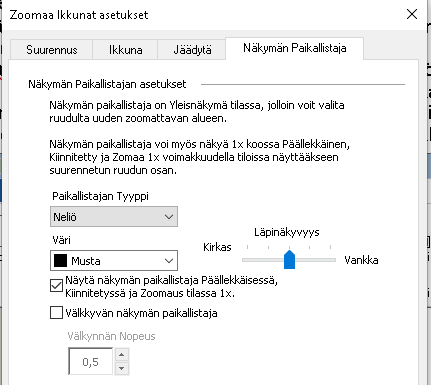 Zoomaa Ikkunat asetukset
Suurennus
Ikkuna
Jäädytä
Näkymän Paikallistaja
Näkymän Paikallistajan asetukset
Näkymän paikallistaja on Yleisnäkymä tilassa, jolloin voit valita
ruudulta uuden zoomattavan alueen.
Näkymän paikallistaja voi myös näkyä 1x koossa Päällekkäinen,
Kiinnitetty ja Zomaa 1x voimakkuudella tiloissa näyttääkseen
suurennetun ruudun osan.
Paikallistajan Tyyppi
Neliö
Väri
Musta
Läpinäkyvyys
Kirkas
Vankka
Näytä näkymän paikallistaja Päällekkäisessä,
Kiinnitetyssä ja Zoomaus tilassa 1x.
Välkkyvän näkymän paikallistaja
Välkynnän Nopeus
0,5